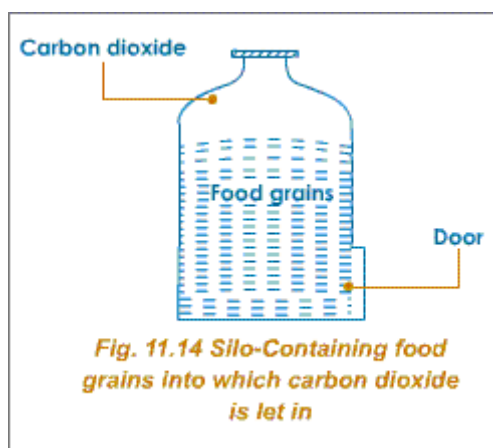 Carbon dioxide
Food grains
Door
Fig. 11.14 Silo-Containing food
grains into which carbon dioxide
is let in